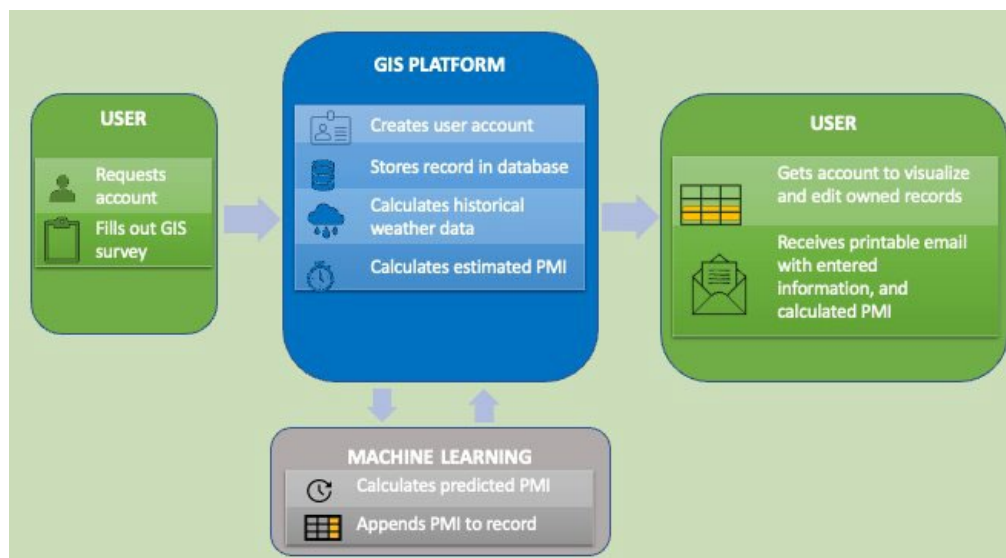 USER
Requests
account
Fills out GIS
survey
GIS PLATFORM
Creates user account
Stores record in database
Calculates historical
weather data
Calculates estimated PMI
USER
Gets account to visualize
and edit owned records
Receives printable email
with entered
information, and
calculated PMI
MACHINE LEARNING
Calculates predicted PMI
Appends PMI to record